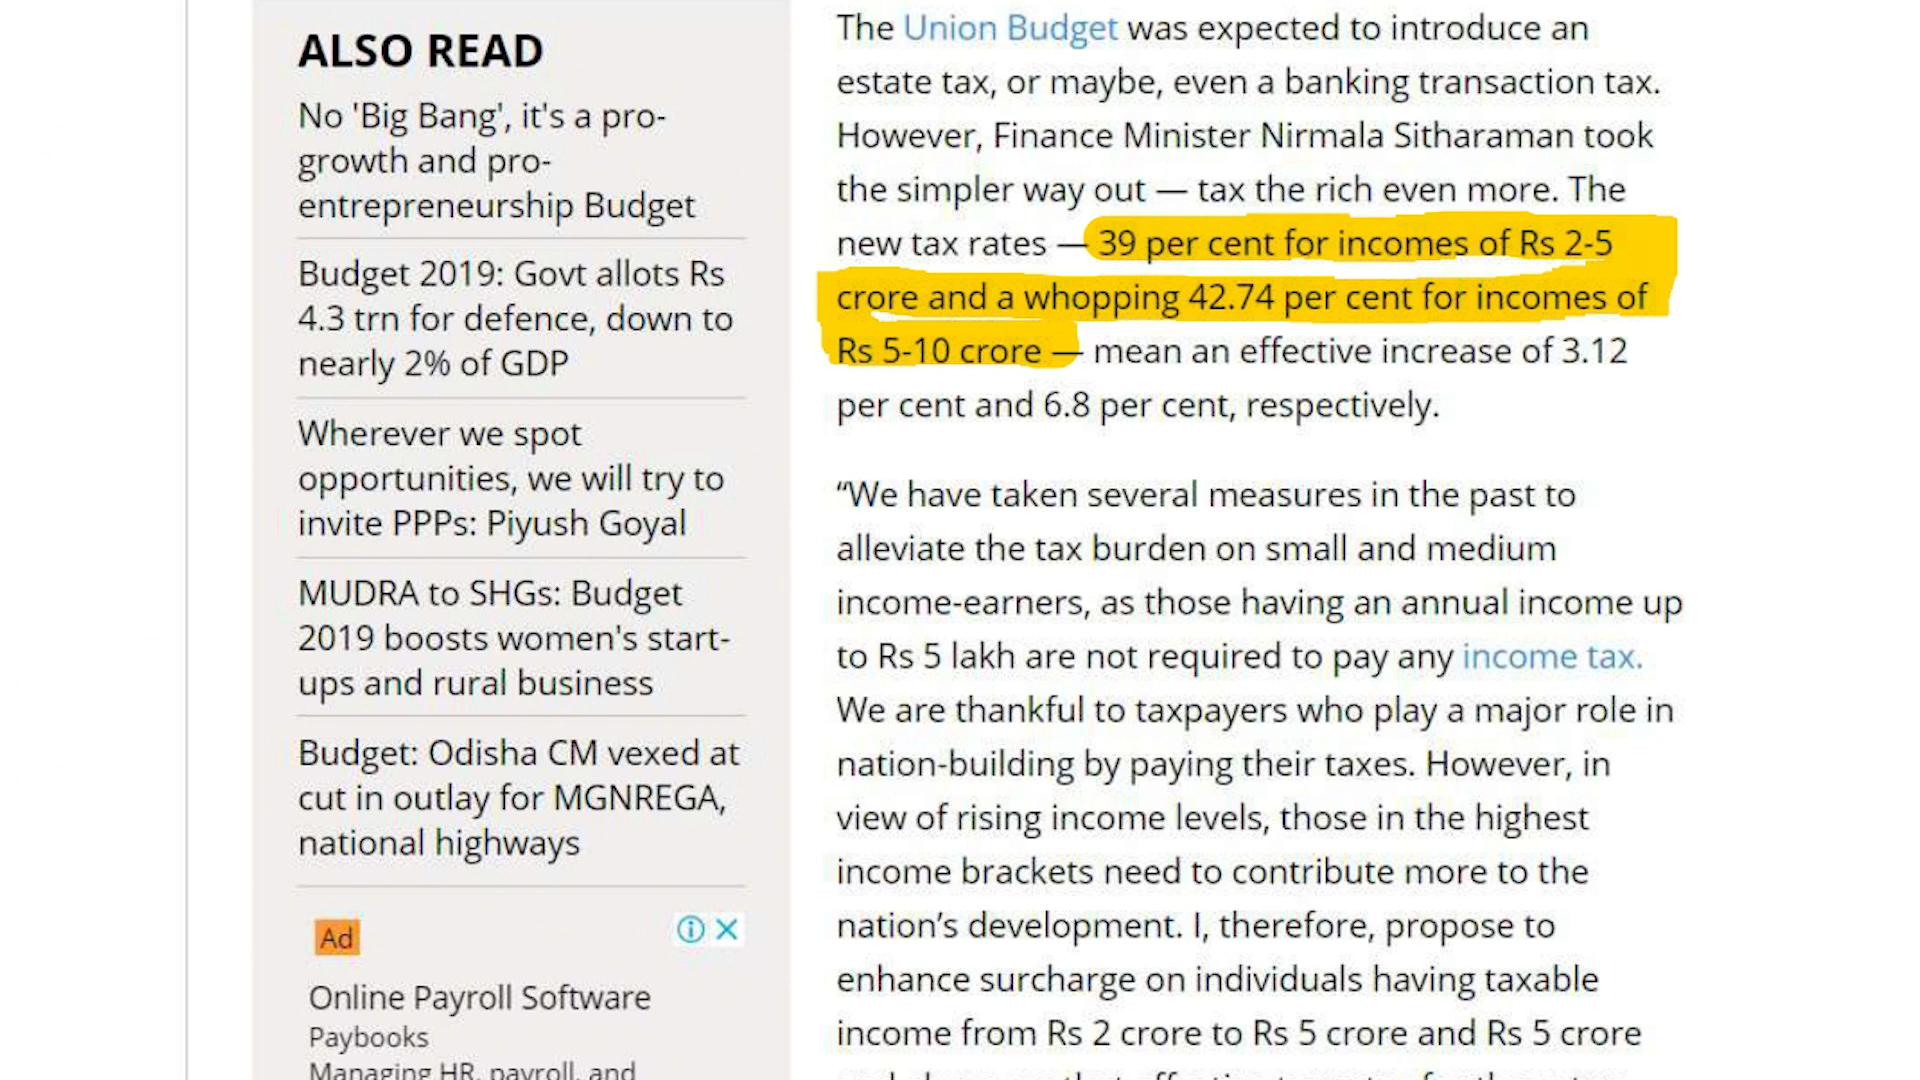 ALSO READ
No 'Big Bang', it's a pro-
growth and pro-
entrepreneurship Budget
Budget 2019: Govt allots Rs
4.3 trn for defence, down to
nearly 2% of GDP
Wherever we spot
opportunities, we will try to
invite PPPs: Piyush Goyal
MUDRA to SHGs: Budget
2019 boosts women's start-
ups and rural business
Budget: Odisha CM vexed at
cut in outlay for MGNREGA,
national highways
Ad
Online Payroll Software
Paybooks
Managing HR, payroll, and
The Union Budget was expected to introduce an
estate tax, or maybe, even a banking transaction tax.
However, Finance Minister Nirmala Sitharaman took
the simpler way out — tax the rich even more. The
new tax rates — 39 per cent for incomes of Rs 2-5
crore and a whopping 42.74 per cent for incomes of
Rs 5-10 crore — mean an effective increase of 3.12
per cent and 6.8 per cent, respectively.
“We have taken several measures in the past to
alleviate the tax burden on small and medium
income-earners, as those having an annual income up
to Rs 5 lakh are not required to pay any income tax.
We are thankful to taxpayers who play a major role in
nation-building by paying their taxes. However, in
view of rising income levels, those in the highest
income brackets need to contribute more to the
nation’s development. I, therefore, propose to
enhance surcharge on individuals having taxable
income from Rs 2 crore to Rs 5 crore and Rs 5 crore